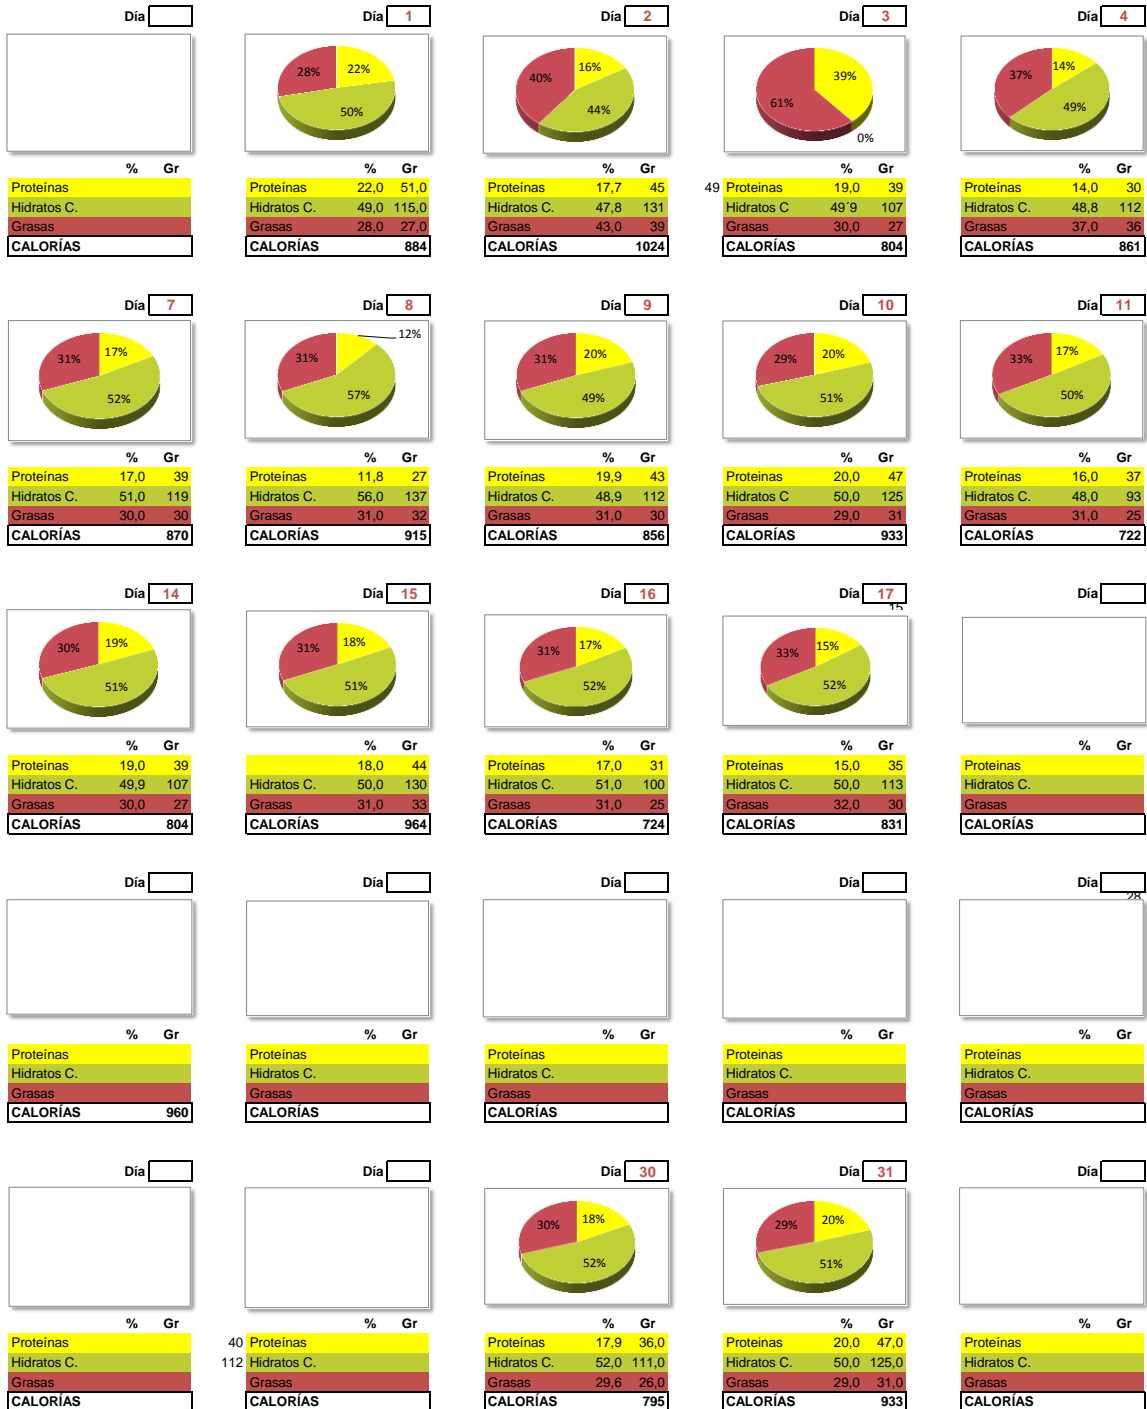 Día Día 1 Día 2 Día 3 Día 4
28% 22% 50% 40% 16% 44% 61% 39% 0% 37% 14% 49%
% Gr % Gr % Gr % Gr % Gr
Proteínas Proteínas 22,0 51,0 Proteínas 17,7 45 49 Proteinas 19,0 39 Proteínas 14,0 30
Hidratos C. Hidratos C. 49,0 115,0 Hidratos C. 47,8 131 Hidratos C 49´9 107 Hidratos C. 48,8 112
Grasas Grasas 28,0 27,0 Grasas 43,0 39 Grasas 30,0 27 Grasas 37,0 36
CALORÍAS CALORÍAS 884 CALORÍAS 1024 CALORÍAS 804 CALORÍAS 861
Día 7 Día 8 Día 9 Día 10 Día 11
31% 17% 52% 31% 12% 57% 31% 20% 49% 29% 20% 51% 33% 17% 50%
% Gr % Gr % Gr % Gr % Gr
Proteínas 17,0 39 Proteínas 11,8 27 Proteínas 19,9 43 Proteinas 20,0 47 Proteínas 16,0 37
Hidratos C. 51,0 119 Hidratos C. 56,0 137 Hidratos C. 48,9 112 Hidratos C 50,0 125 Hidratos C. 48,0 93
Grasas 30,0 30 Grasas 31,0 32 Grasas 31,0 30 Grasas 29,0 31 Grasas 31,0 25
CALORÍAS 870 CALORÍAS 915 CALORÍAS 856 CALORÍAS 933 CALORÍAS 722
Día 14 Día 15 Día 16 Día 17 Día
15
30% 19% 51% 31% 18% 51% 31% 17% 52% 33% 15% 52%
% Gr % Gr % Gr % Gr % Gr
Proteínas 19,0 39 18,0 44 Proteínas 17,0 31 Proteínas 15,0 35 Proteinas
Hidratos C. 49,9 107 Hidratos C. 50,0 130 Hidratos C. 51,0 100 Hidratos C. 50,0 113 Hidratos C.
Grasas 30,0 27 Grasas 31,0 33 Grasas 31,0 25 Grasas 32,0 30 Grasas
CALORÍAS 804 CALORÍAS 964 CALORÍAS 724 CALORÍAS 831 CALORÍAS
Día Día Día Día Día
28
% Gr % Gr % Gr % Gr % Gr
Proteínas Proteínas Proteínas Proteinas Proteínas
Hidratos C. Hidratos C. Hidratos C. Hidratos C. Hidratos C.
Grasas Grasas Grasas Grasas Grasas
CALORÍAS 960 CALORÍAS CALORÍAS CALORÍAS CALORÍAS
Día Día Día 30 Día 31 Día
30% 18% 52% 29% 20% 51%
% Gr % Gr % Gr % Gr % Gr
Proteínas 40 Proteínas Proteínas 17,9 36,0 Proteinas 20,0 47,0 Proteínas
Hidratos C. 112 Hidratos C. Hidratos C. 52,0 111,0 Hidratos C. 50,0 125,0 Hidratos C.
Grasas Grasas Grasas 29,6 26,0 Grasas 29,0 31,0 Grasas
CALORÍAS CALORÍAS CALORÍAS 795 CALORÍAS 933 CALORÍAS